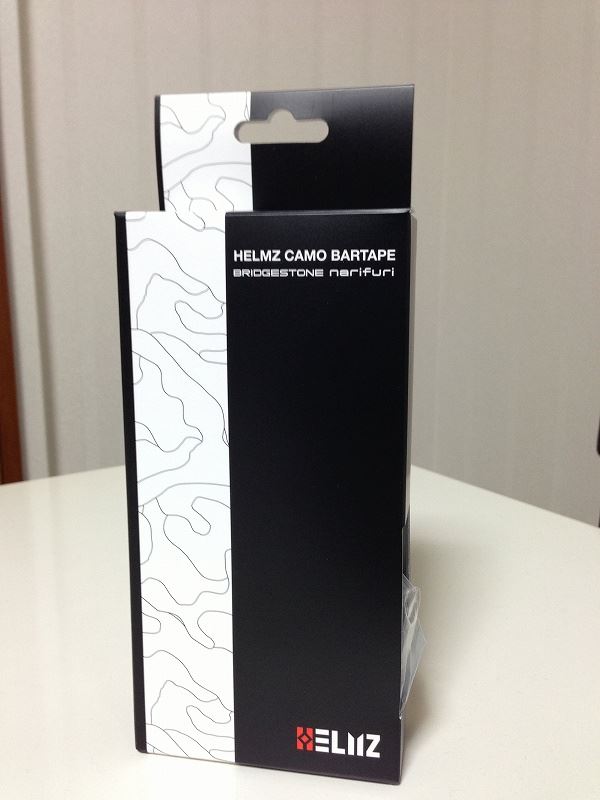 HELMZ CAMO BARTAPE
BRIDGESTONE narifuri
HELMZ